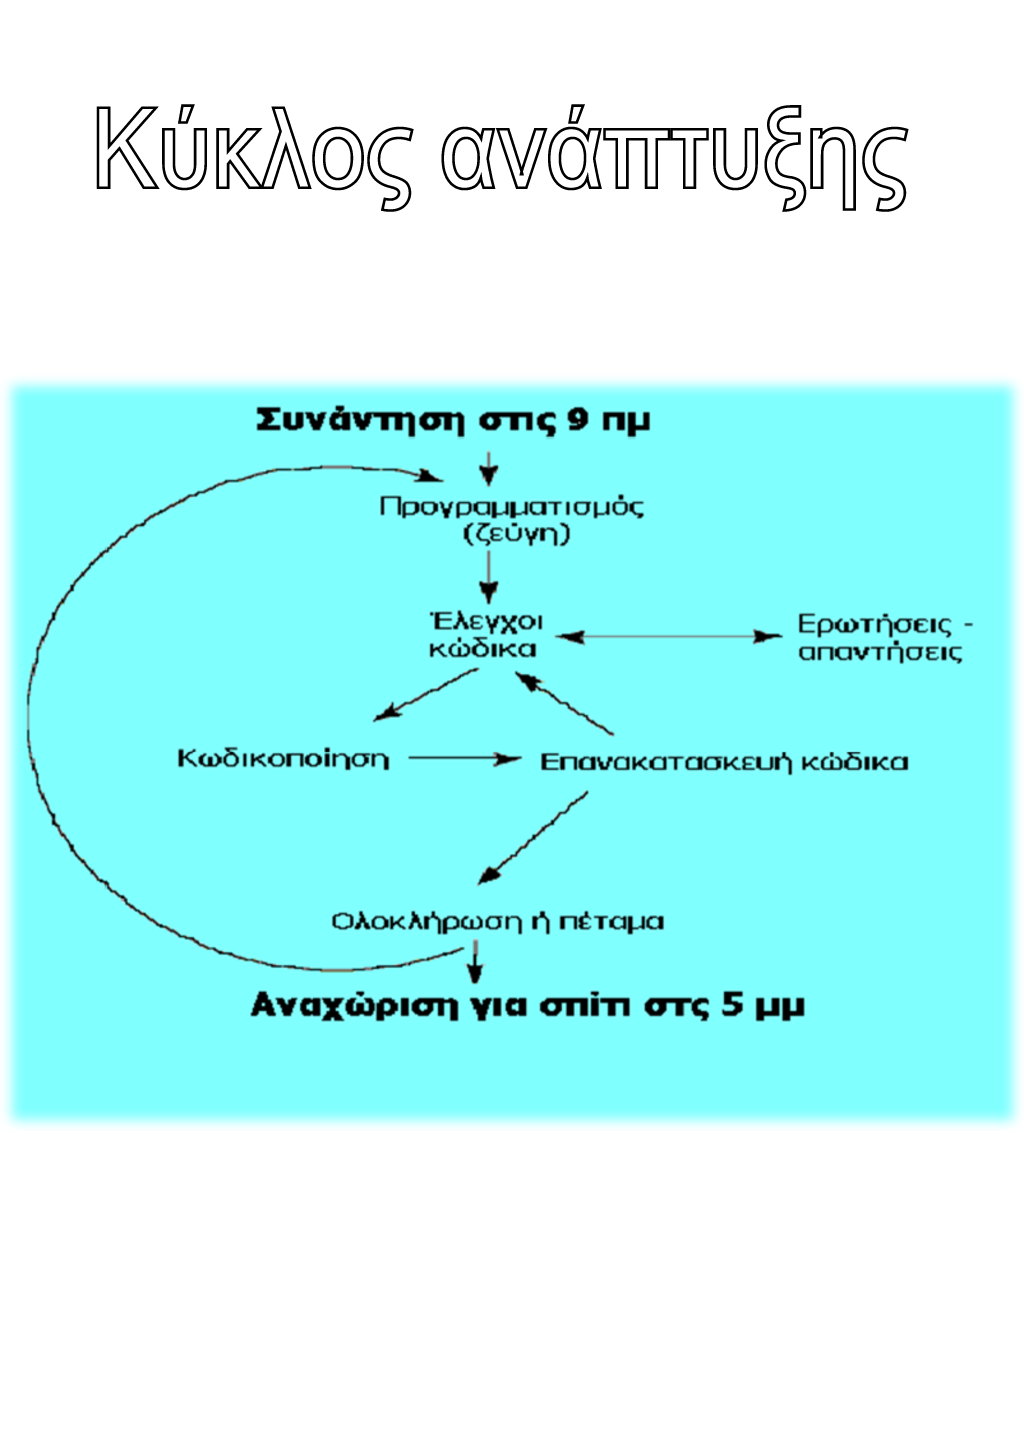 Κύκλος ανάπτυξης
Συνάντηση στις 9 πμ
Προγραμματισμός
(ζεύγη)
Έλεγχοι
κώδικα
Ερωτήσεις -
απαντήσεις
Κωδικοποίηση
Επανακατασκευή κώδικα
Ολοκλήρωση ή πέταμα
Αναχώριση για σπίτι στς 5 μμ